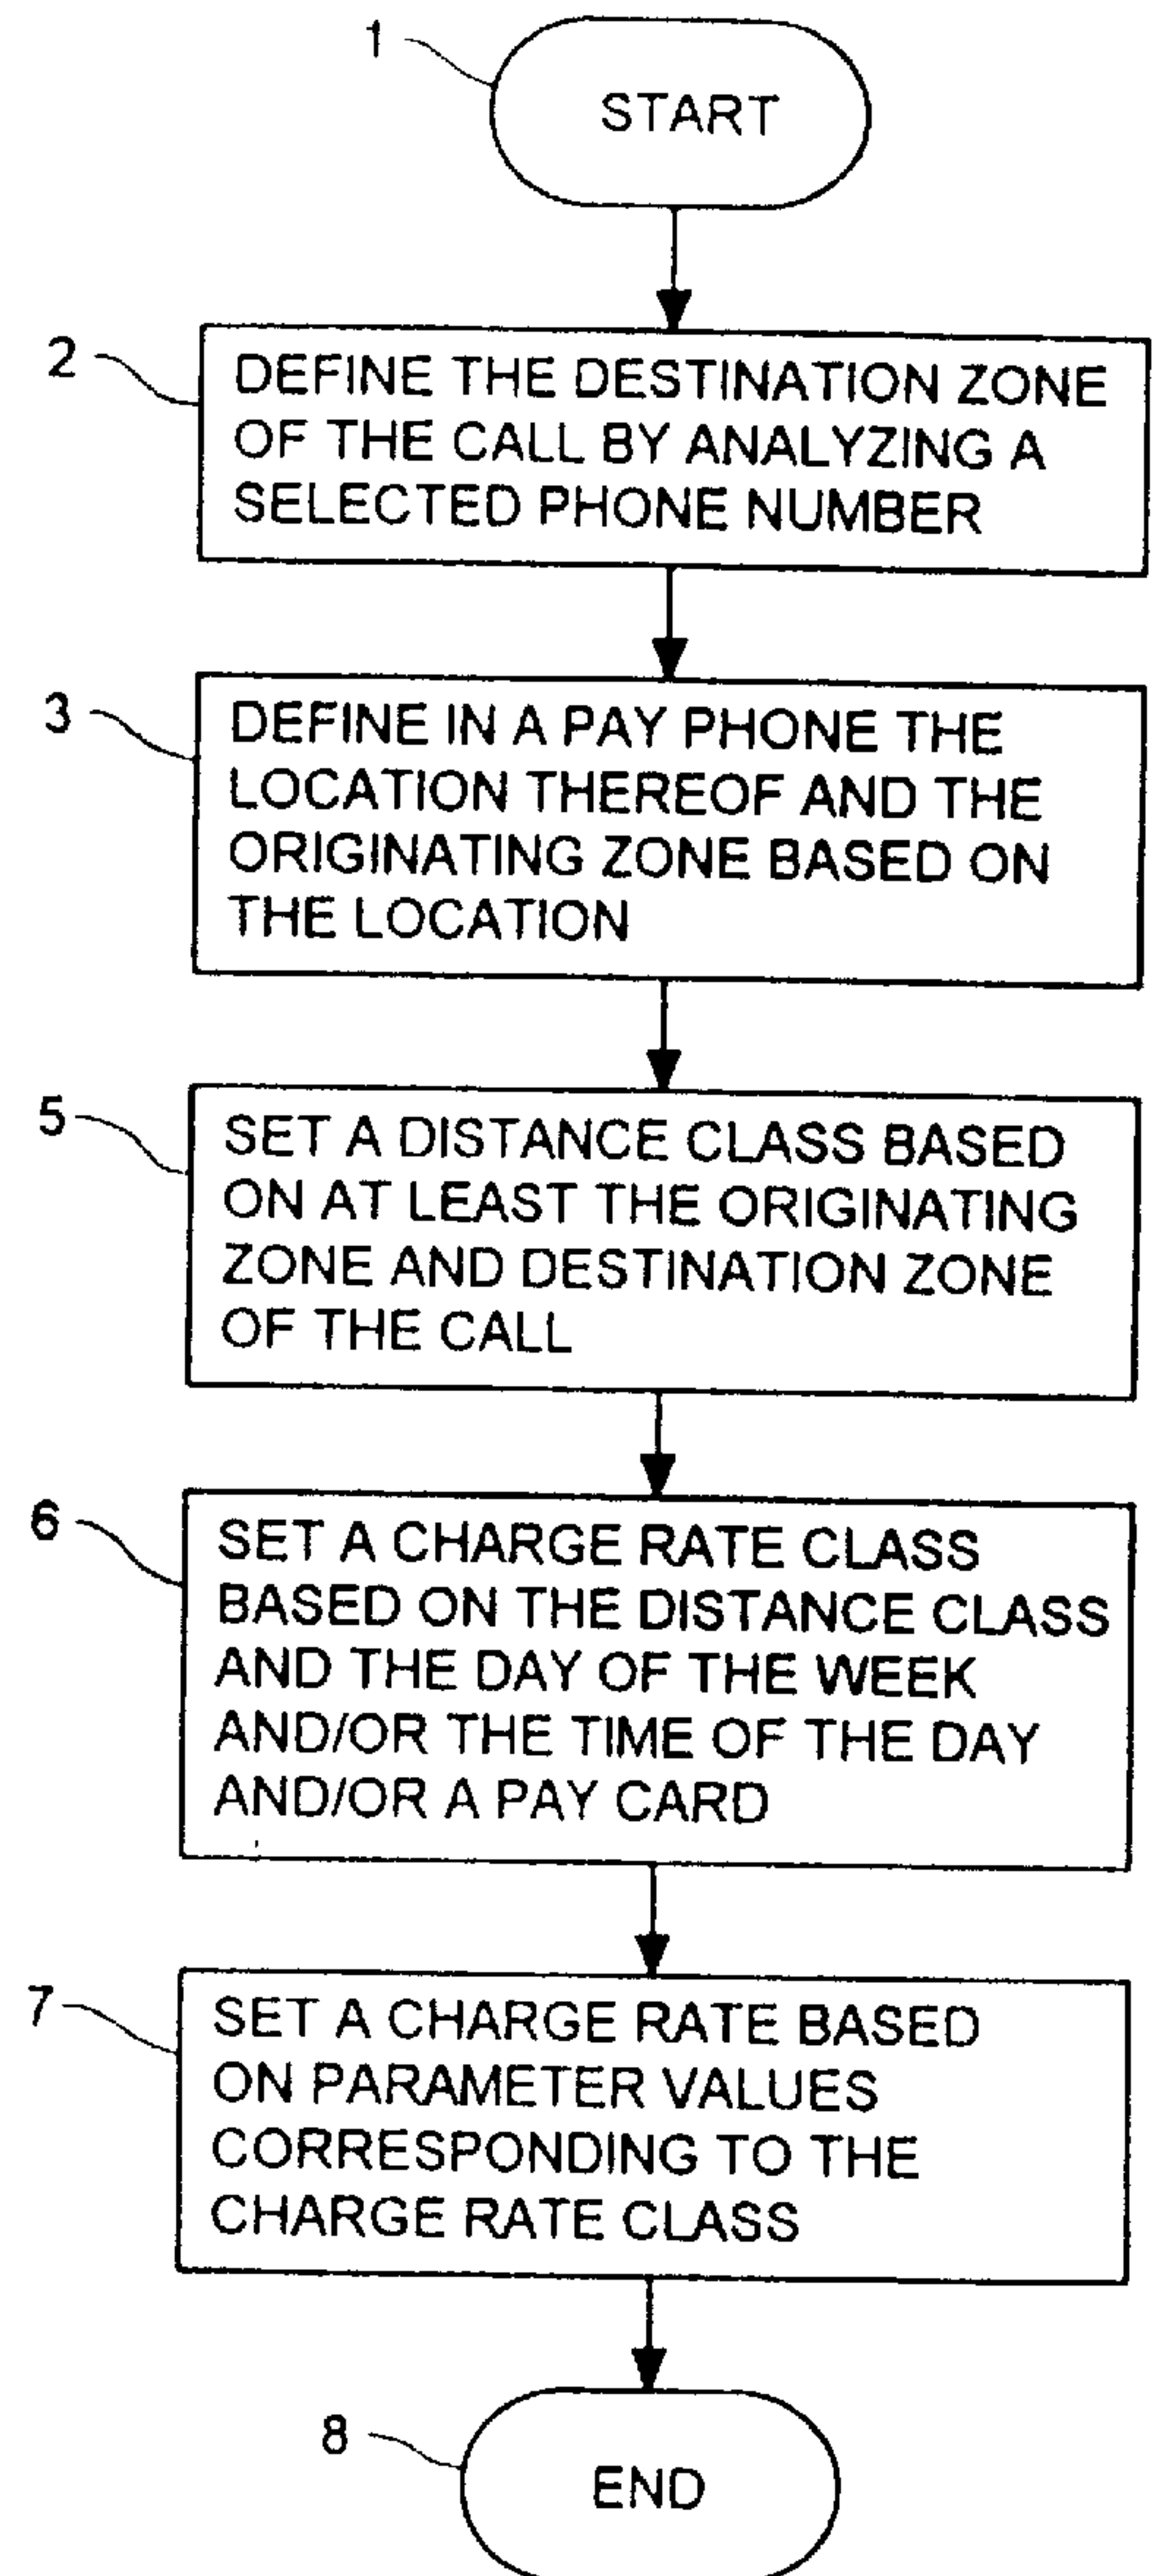 1
START
2
DEFINE THE DESTINATION ZONE
OF THE CALL BY ANALYZING A
SELECTED PHONE NUMBER
3
DEFINE IN A PAY PHONE THE
LOCATION THEREOF AND THE
ORIGINATING ZONE BASED ON
THE LOCATION
5
SET A DISTANCE CLASS BASED
ON AT LEAST THE ORIGINATING
ZONE AND DESTINATION ZONE
OF THE CALL
6
SET A CHARGE RATE CLASS
BASED ON THE DISTANCE CLASS
AND THE DAY OF THE WEEK
AND/OR THE TIME OF THE DAY
AND/OR A PAY CARD
7
SET A CHARGE RATE BASED
ON PARAMETER VALUES
CORRESPONDING TO THE
CHARGE RATE CLASS
8
END